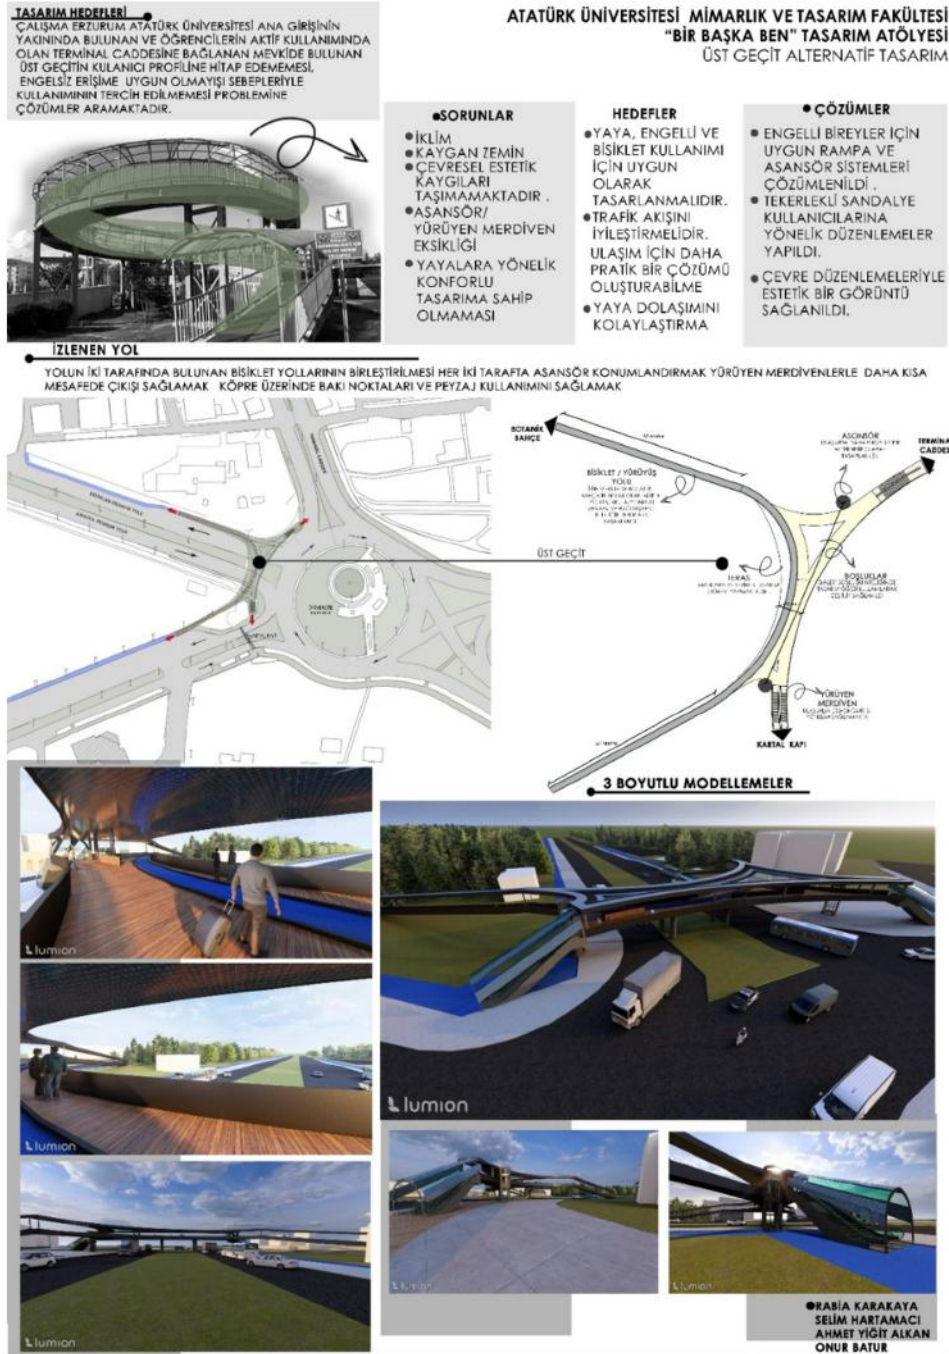 TASARIM HEDEFLERİ
ÇALIŞMA ERZURUM ATATÜRK ÜNİVERSİTESİ ANA GİRİŞİNİN
YAKININDA BULUNAN VE ÖĞRENCİLERİN AKTİF KULLANIMINDA
OLAN TERMİNAL CADDESİNE BAĞLANAN MEVKİDE BULUNAN
ÜST GEÇİTİN KULANICI PROFİLİNE HİTAP EDEMEMESİ,
ENGELSİZ ERİŞİME UYGUN OLMAYIŞI SEBEPLERİYLE
KULLANIMININ TERCİH EDİLMEMESİ PROBLEMİNE
ÇÖZÜMLER ARAMAKTADIR.
ATATÜRK ÜNİVERSİTESİ MİMARLIK VE TASARIM FAKÜLTESİ
"BİR BAŞKA BEN" TASARIM ATÖLYESİ
ÜST GEÇİT ALTERNATİF TASARIM
SORUNLAR
İKLİM
KAYGAN ZEMİN
ÇEVRESEL ESTETİK
KAYGILARI
TAŞIMAMAKTADIR .
ASANSÖR/
YÜRÜYEN MERDİVEN
EKSİKLİĞİ
YAYALARA YÖNELİK
KONFORLU
TASARIMA SAHİP
OLMAMASI
HEDEFLER
YAYA, ENGELLİ VE
BİSİKLET KULLANIMI
İÇİN UYGUN
OLARAK
TASARLANMALIDIR.
TRAFİK AKIŞINI
İYİLEŞTİRMELİDİR.
ULAŞIM İÇİN DAHA
PRATİK BİR ÇÖZÜMÜ
OLUŞTURABİLME
YAYA DOLAŞIMINI
KOLAYLAŞTIRMA
ÇÖZÜMLER
ENGELLİ BİREYLER İÇİN
UYGUN RAMPA VE
ASANSÖR SİSTEMLERİ
ÇÖZÜMLENİLDİ .
TEKERLEKLİ SANDALYE
KULLANICILARINA
YÖNELİK DÜZENLEMELER
YAPILDI.
ÇEVRE DÜZENLEMELERİYLE
ESTETİK BİR GÖRÜNTÜ
SAĞLANILDI.
İZLENEN YOL
YOLUN İKİ TARAFINDA BULUNAN BİSİKLET YOLLARININ BİRLEŞTİRİLMESİ HER İKİ TARAFTA ASANSÖR KONUMLANDIRMAK YÜRÜYEN MERDİVENLERLE DAHA KISA
MESAFEDE ÇIKIŞI SAĞLAMAK KÖPRE ÜZERİNDE BAKI NOKTALARI VE PEYZAJ KULLANIMINI SAĞLAMAK
BOTANİK
BAHÇE
ASONSÖR
TERMİNA
CADDES
BİSİKLET / YÜRÜYÜŞ
YOLU
ÜST GEÇİT
TERAS
BOŞLUKLAR
YÜRÜYEN
MERDİVEN
KARTAL KAPI
3 BOYUTLU MODELLEMELER
lumion
lumion
lumion
lumion
lumion
lumion
RABİA KARAKAYA
SELİM HARTAMACI
AHMET YİĞİT ALKAN
ONUR BATUR